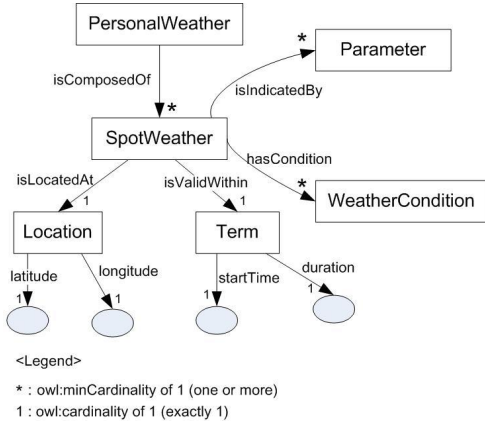 PersonalWeather
* Parameter
isComposedOf
isIndicatedBy
*
SpotWeather
hasCondition
isLocatedAt
isValidWithin
*
WeatherCondition
1
1
Location
Term
latitude
longitude
startTime
duration
1
1
1
1
<Legend>
* : owl:minCardinality of 1 (one or more)
1 : owl:cardinality of 1 (exactly 1)